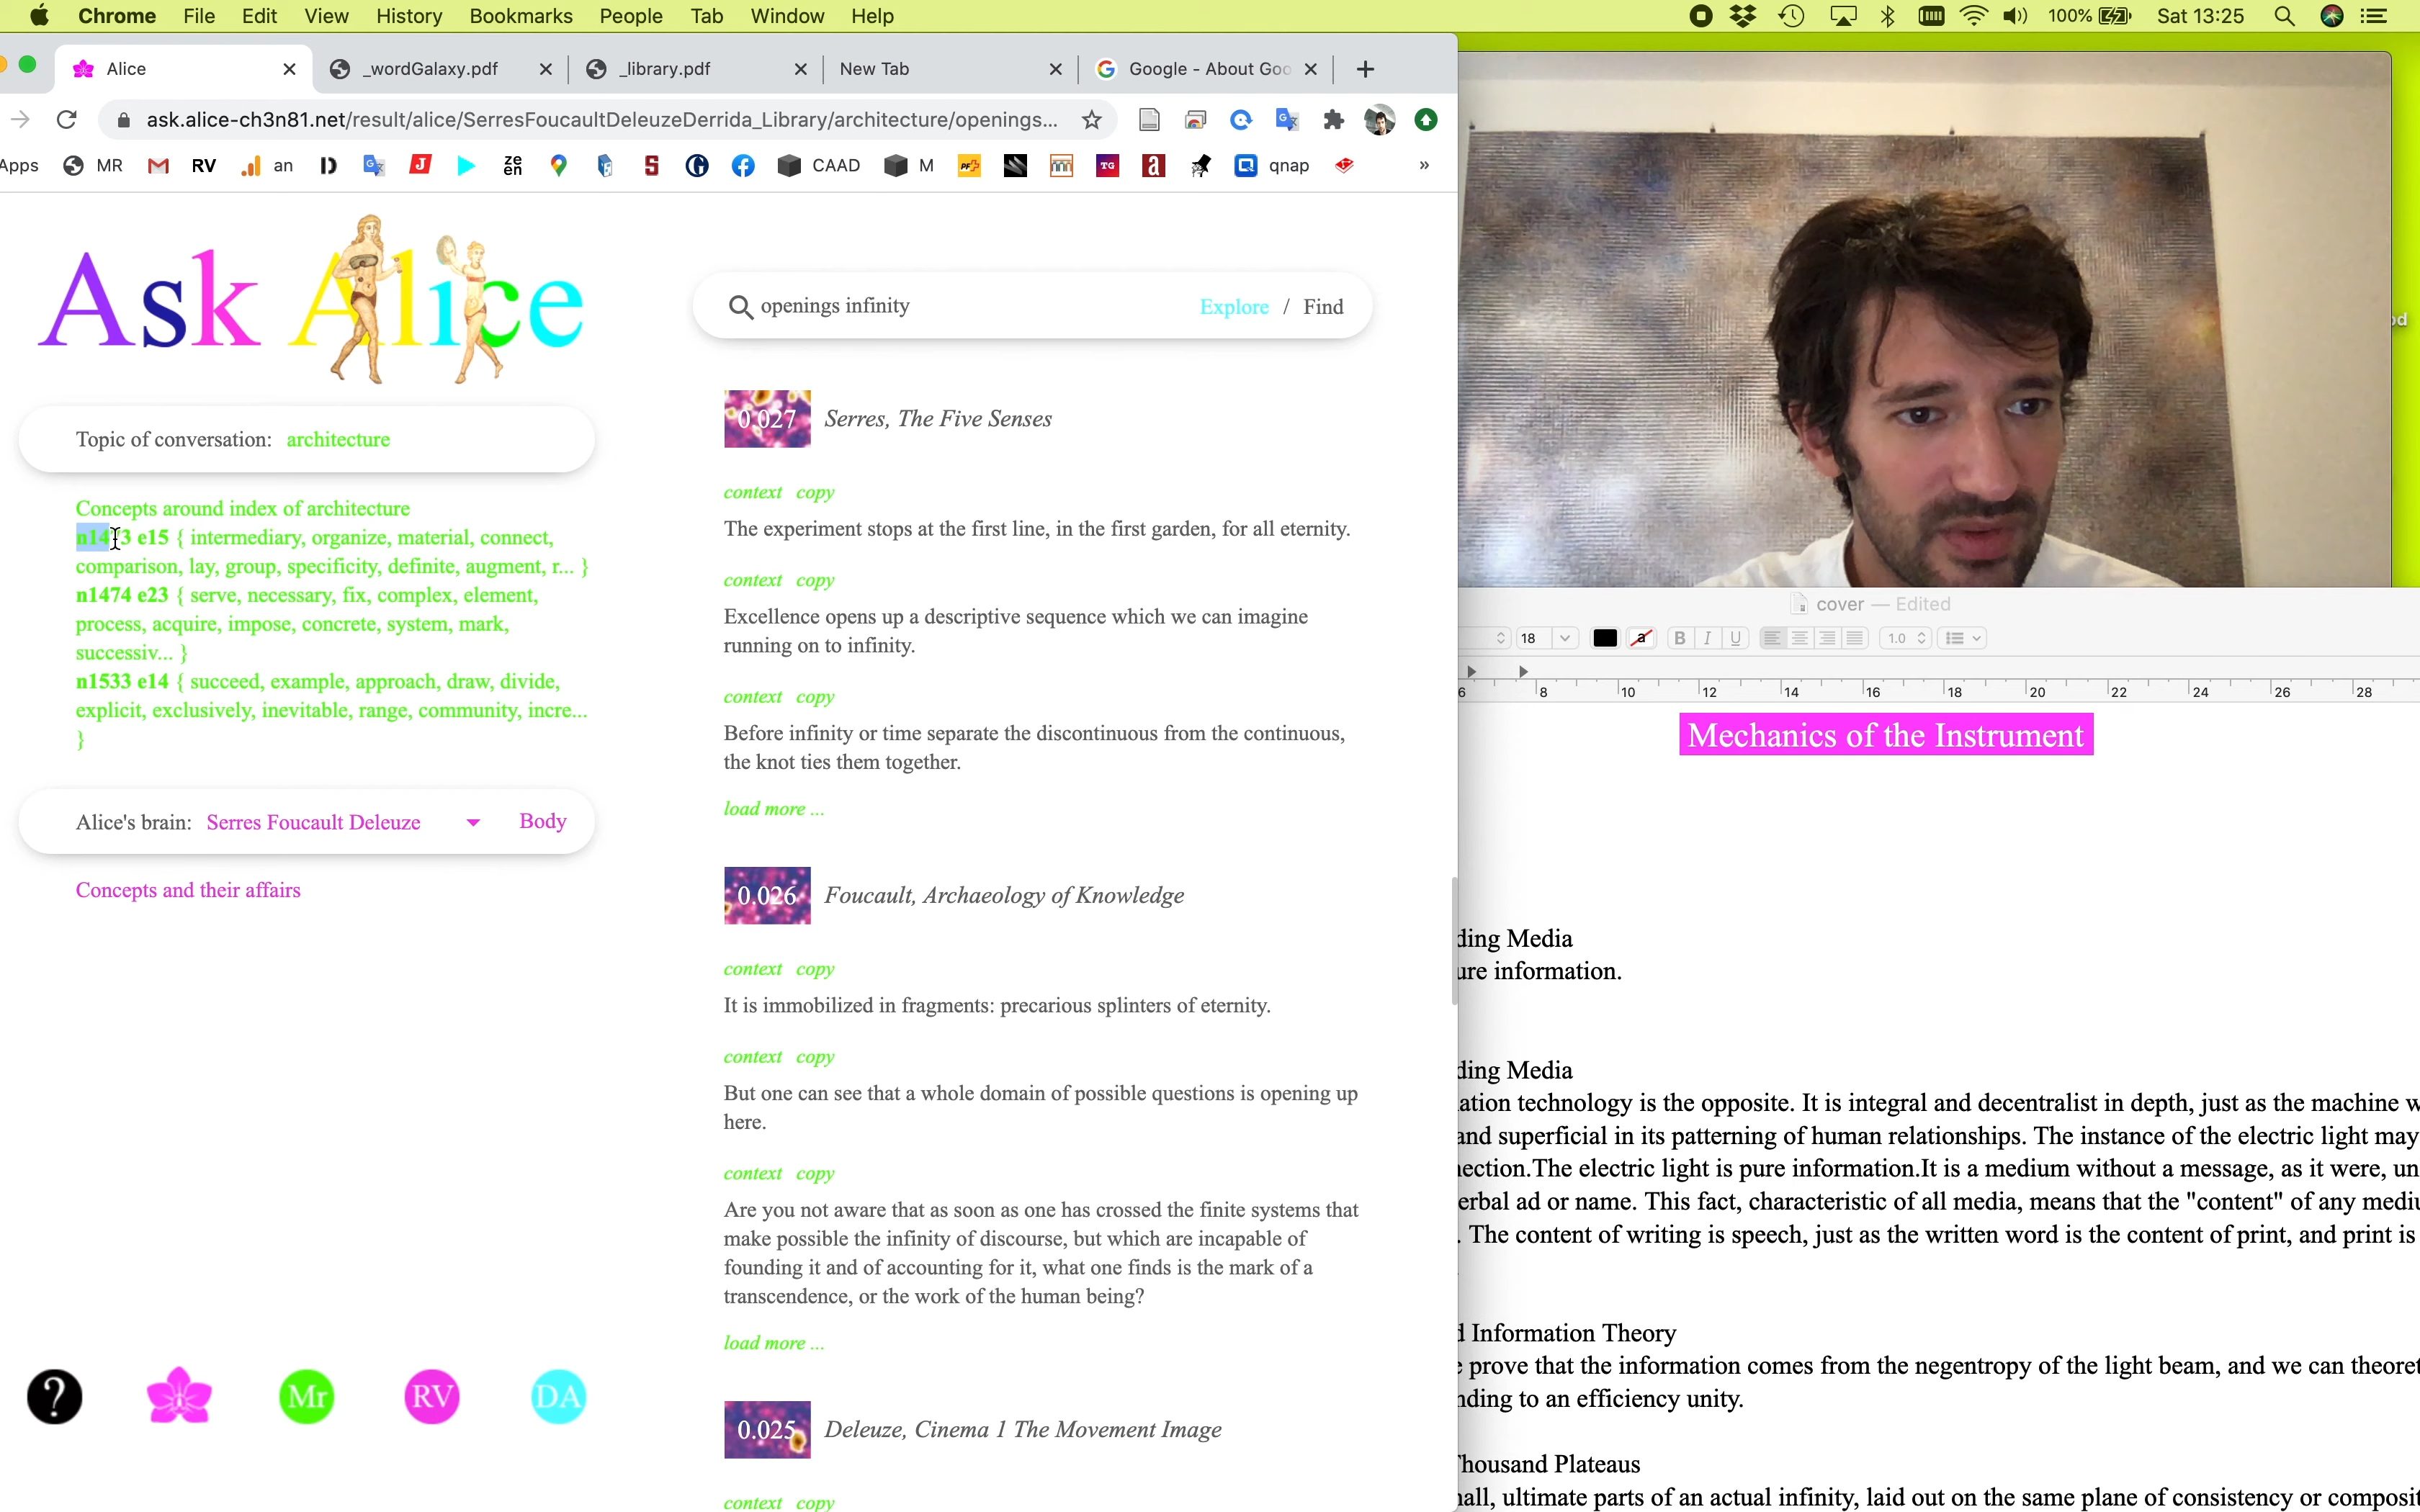 Chrome File Edit View History Bookmarks People Tab Window Help
100% Sat 13:25
Alice
_wordGalaxy.pdf
_library.pdf
New Tab
Google - About Goo
ask.alice-ch3n81.net/result/alice/SerresFoucaultDeleuzeDerrida_Library/architecture/openings...
Apps MR RV an ze en CAAD M PF TG a qnap »
Ask Alice
openings infinity
Explore / Find
Topic of conversation: architecture
Concepts around index of architecture
n1473 e15 { intermediary, organize, material, connect,
comparison, lay, group, specificity, definite, augment, r... }
n1474 e23 { serve, necessary, fix, complex, element,
process, acquire, impose, concrete, system, mark,
successiv... }
n1533 e14 { succeed, example, approach, draw, divide,
explicit, exclusively, inevitable, range, community, incre...
}
Alice's brain: Serres Foucault Deleuze Body
Concepts and their affairs
? Mr RV DA
0.027 Serres, The Five Senses
context copy
The experiment stops at the first line, in the first garden, for all eternity.
context copy
Excellence opens up a descriptive sequence which we can imagine
running on to infinity.
context copy
Before infinity or time separate the discontinuous from the continuous,
the knot ties them together.
load more ...
0.026 Foucault, Archaeology of Knowledge
context copy
It is immobilized in fragments: precarious splinters of eternity.
context copy
But one can see that a whole domain of possible questions is opening up
here.
context copy
Are you not aware that as soon as one has crossed the finite systems that
make possible the infinity of discourse, but which are incapable of
founding it and of accounting for it, what one finds is the mark of a
transcendence, or the work of the human being?
load more ...
0.025 Deleuze, Cinema 1 The Movement Image
context copy
cover — Edited
18 a B I U 1.0
6 8 10 12 14 16 18 20 22 24 26 28
Mechanics of the Instrument
Media
information.
Media
technology is the opposite. It is integral and decentralist in depth, just as the machine
and superficial in its patterning of human relationships. The instance of the electric light may
The electric light is pure information.It is a medium without a message, as it were,
ad or name. This fact, characteristic of all media, means that the "content" of any
. The content of writing is speech, just as the written word is the content of print, and print is
Information Theory
prove that the information comes from the negentropy of the light beam, and we can
to an efficiency unity.
Thousand Plateaus
ultimate parts of an actual infinity, laid out on the same plane of consistency or